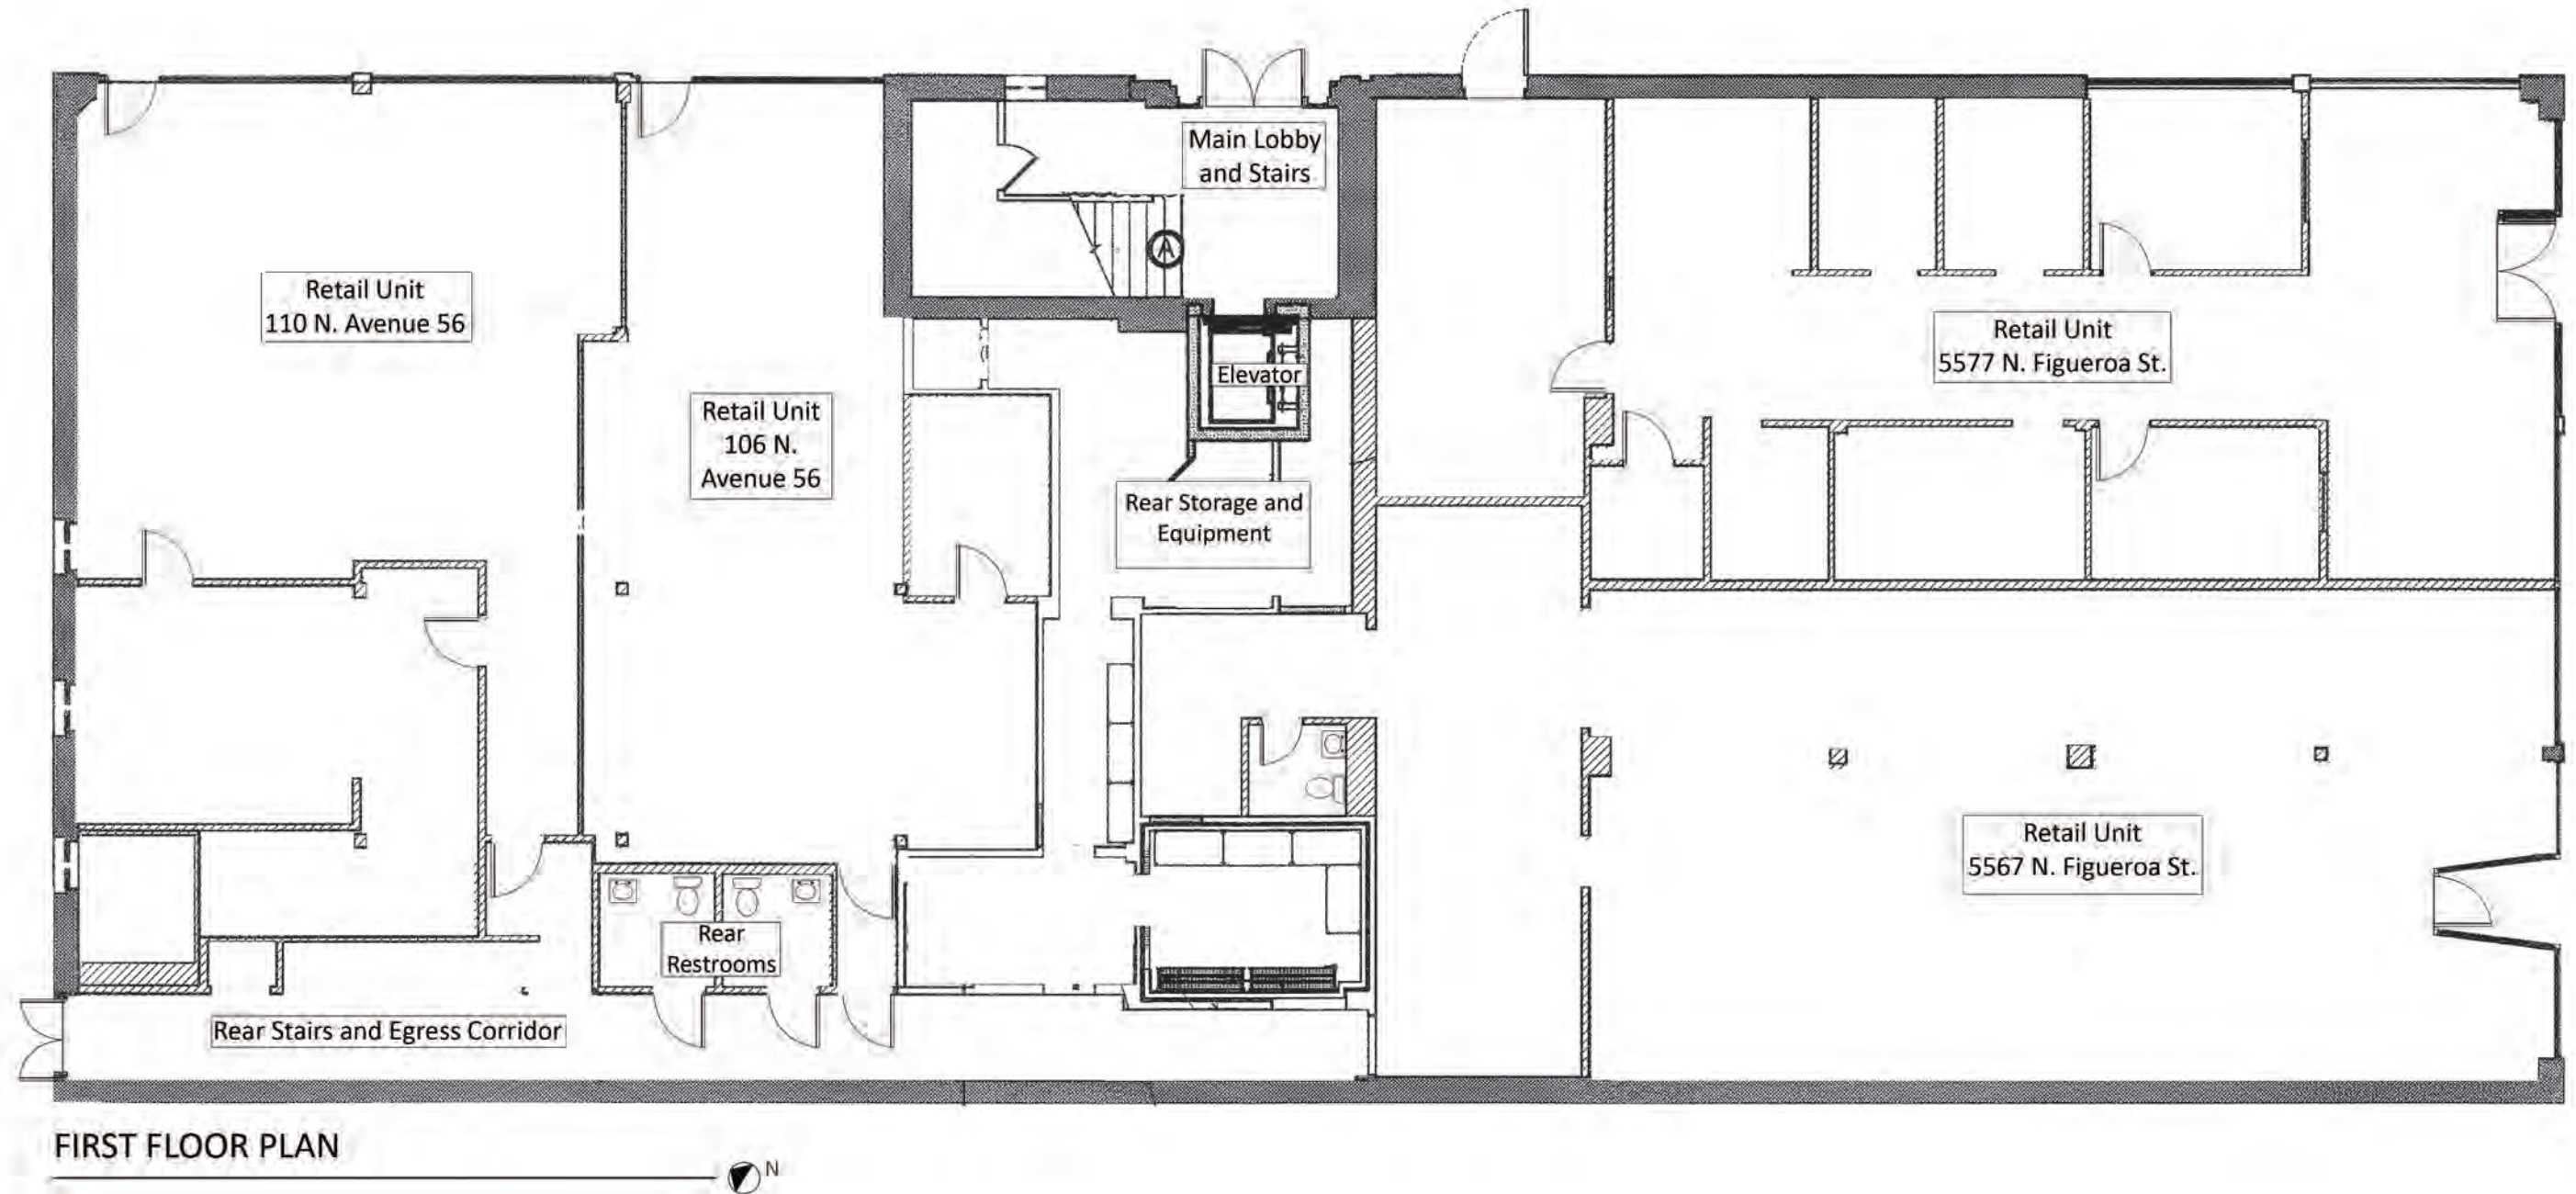 Main Lobby
and Stairs
A
Retail Unit
110 N. Avenue 56
Retail Unit
5577 N. Figueroa St.
Elevator
Retail Unit
106 N.
Avenue 56
Rear Storage and
Equipment
Retail Unit
5567 N. Figueroa St.
Rear
Restrooms
Rear Stairs and Egress Corridor
FIRST FLOOR PLAN
N